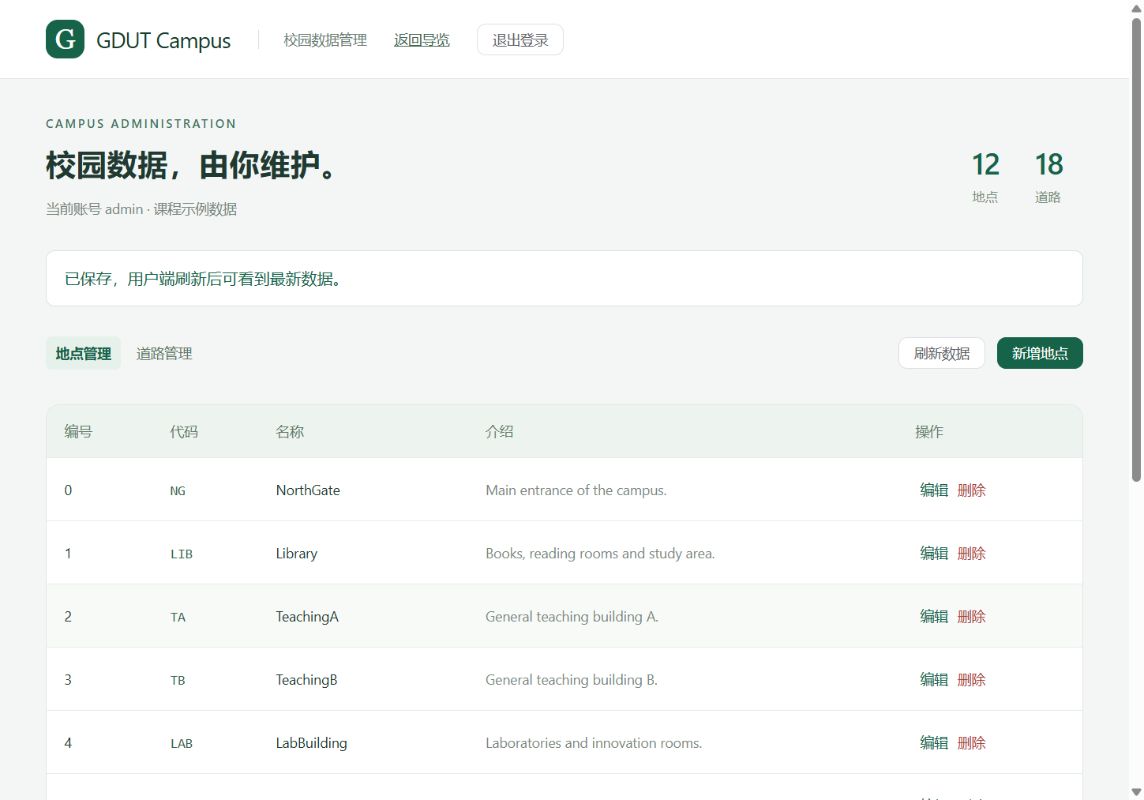 G GDUT Campus 校园数据管理 返回导览 退出登录
CAMPUS ADMINISTRATION
校园数据，由你维护。
12 18
当前账号 admin · 课程示例数据 地点 道路
已保存，用户端刷新后可看到最新数据。
地点管理 道路管理 刷新数据 新增地点
编号 代码 名称 介绍 操作
0 NG NorthGate Main entrance of the campus. 编辑 删除
1 LIB Library Books, reading rooms and study area. 编辑 删除
2 TA TeachingA General teaching building A. 编辑 删除
3 TB TeachingB General teaching building B. 编辑 删除
4 LAB LabBuilding Laboratories and innovation rooms. 编辑 删除